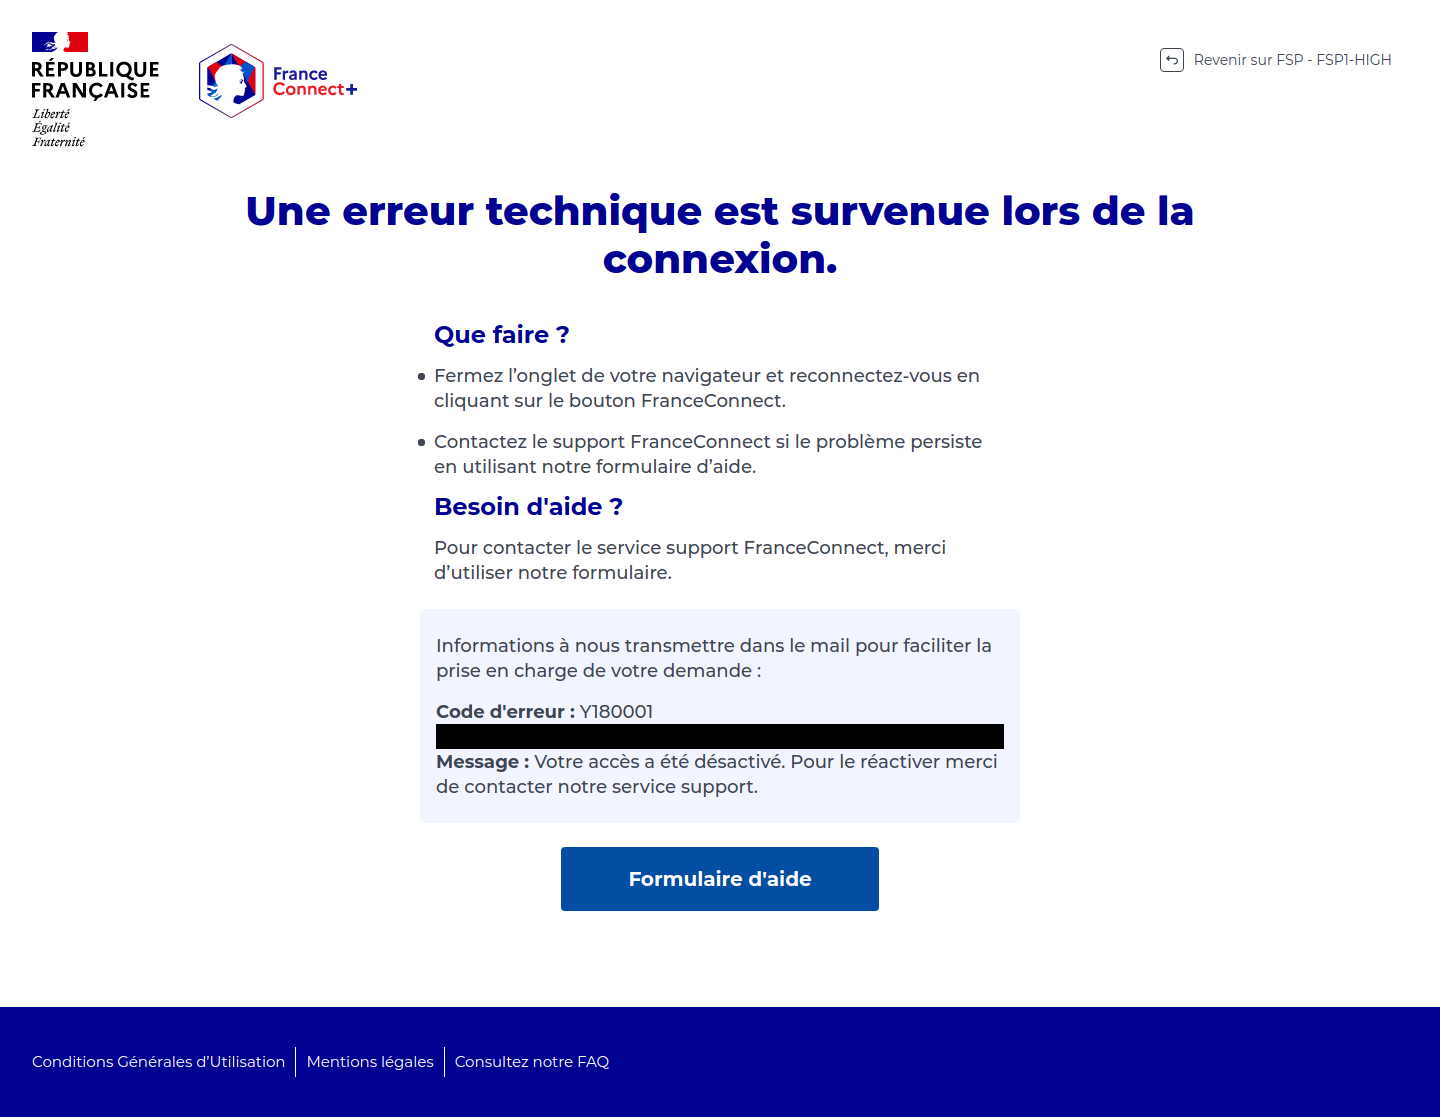 RÉPUBLIQUE
FRANÇAISE
Liberté
Égalité
Fraternité
France
Connect+
Revenir sur FSP - FSP1-HIGH
Une erreur technique est survenue lors de la
connexion.
Que faire ?
Fermez l’onglet de votre navigateur et reconnectez-vous en
cliquant sur le bouton FranceConnect.
Contactez le support FranceConnect si le problème persiste
en utilisant notre formulaire d’aide.
Besoin d'aide ?
Pour contacter le service support FranceConnect, merci
d’utiliser notre formulaire.
Informations à nous transmettre dans le mail pour faciliter la
prise en charge de votre demande :
Code d'erreur : Y180001
Message : Votre accès a été désactivé. Pour le réactiver merci
de contacter notre service support.
Formulaire d'aide
Conditions Générales d’Utilisation
Mentions légales
Consultez notre FAQ